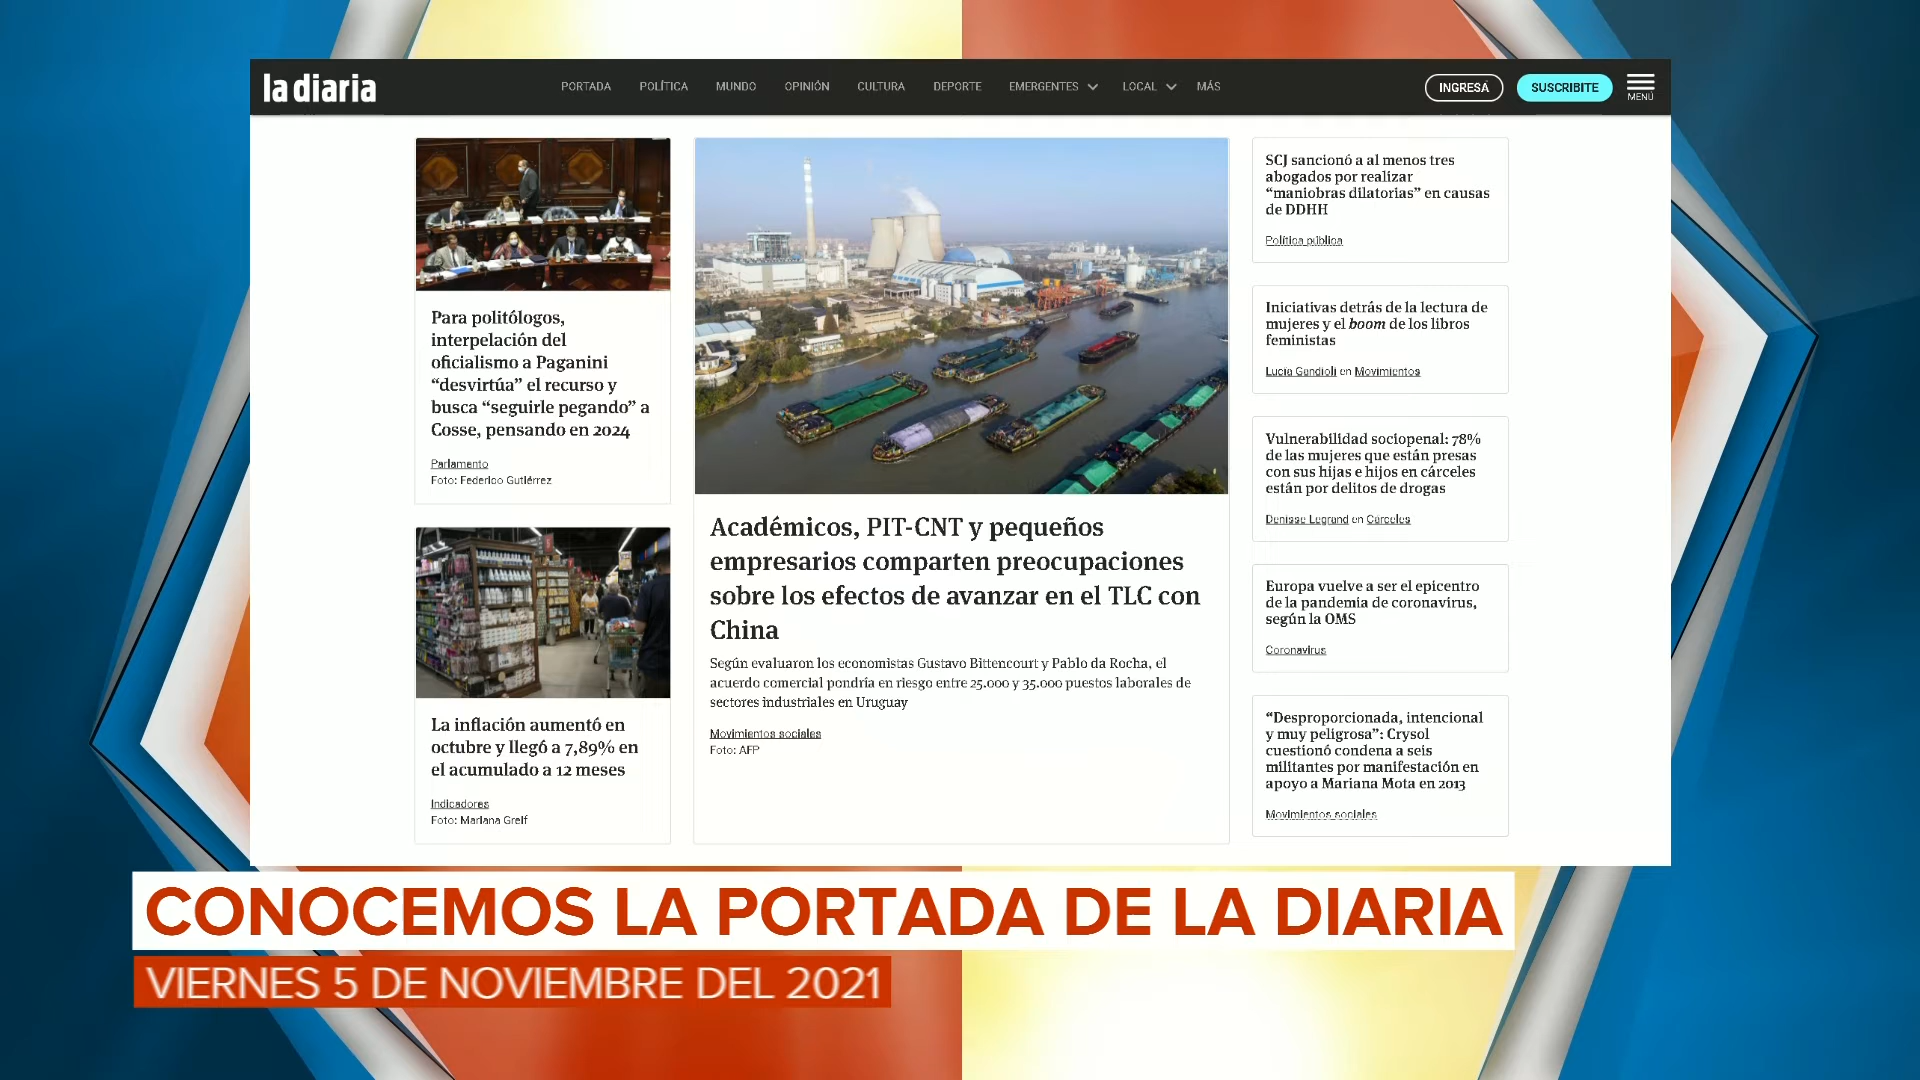 la diaria
PORTADA POLÍTICA MUNDO OPINIÓN CULTURA DEPORTE EMERGENTES LOCAL MÁS
INGRESÁ
SUSCRIBITE
MENÚ
Para politólogos,
interpelación del
oficialismo a Paganini
“desvirtúa” el recurso y
busca “seguirle pegando” a
Cosse, pensando en 2024
Parlamento
Foto: Federico Gutiérrez
La inflación aumentó en
octubre y llegó a 7,89% en
el acumulado a 12 meses
Indicadores
Foto: Mariana Greif
Académicos, PIT-CNT y pequeños
empresarios comparten preocupaciones
sobre los efectos de avanzar en el TLC con
China
Según evaluaron los economistas Gustavo Bittencourt y Pablo da Rocha, el
acuerdo comercial pondría en riesgo entre 25.000 y 35.000 puestos laborales de
sectores industriales en Uruguay
Movimientos sociales
Foto: AFP
SCJ sancionó a al menos tres
abogados por realizar
“maniobras dilatorias” en causas
de DDHH
Política pública
Iniciativas detrás de la lectura de
mujeres y el boom de los libros
feministas
Lucía Gandioli en Movimientos
Vulnerabilidad sociopenal: 78%
de las mujeres que están presas
con sus hijas e hijos en cárceles
están por delitos de drogas
Denisse Legrand en Cárceles
Europa vuelve a ser el epicentro
de la pandemia de coronavirus,
según la OMS
Coronavirus
“Desproporcionada, intencional
y muy peligrosa”: Crysol
cuestionó condena a seis
militantes por manifestación en
apoyo a Mariana Mota en 2013
Movimientos sociales
CONOCEMOS LA PORTADA DE LA DIARIA
VIERNES 5 DE NOVIEMBRE DEL 2021